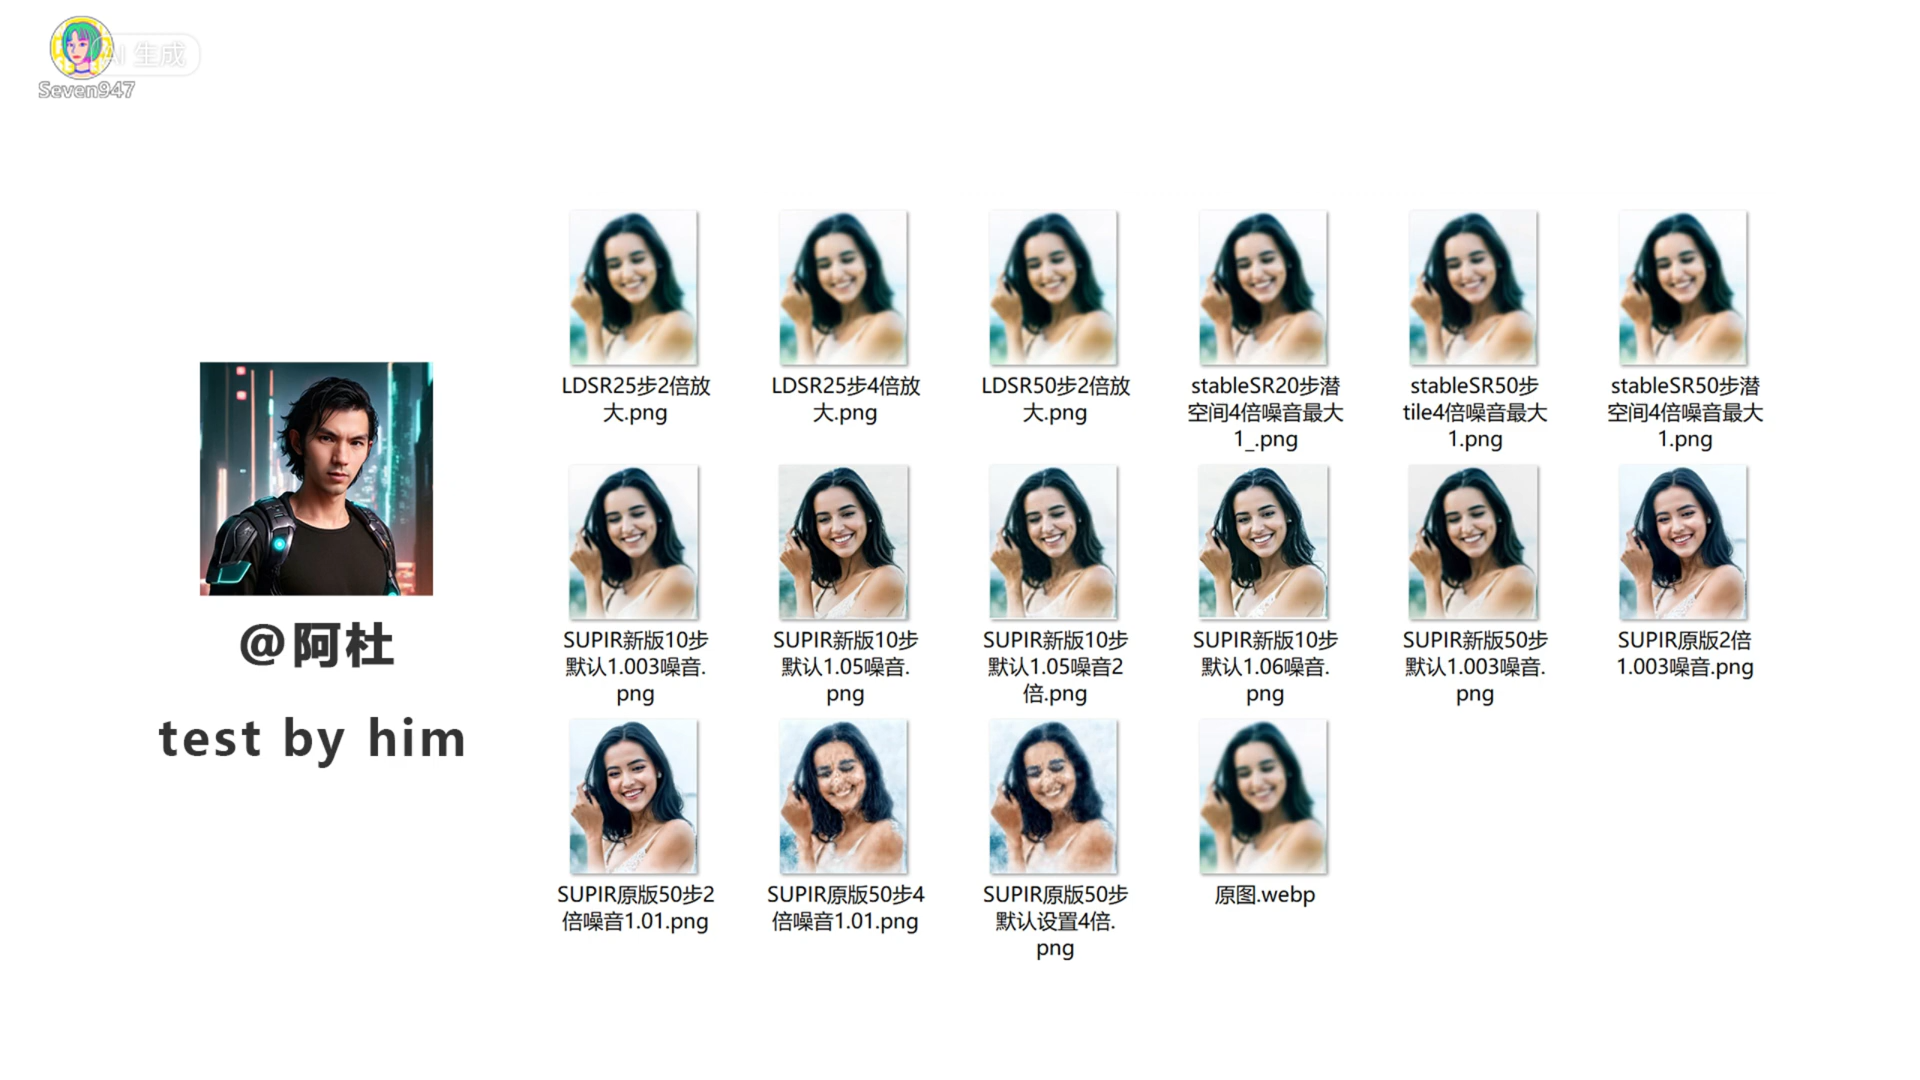 AI 生成
Seven947
@阿杜
test by him
LDSR25步2倍放
大.png
LDSR25步4倍放
大.png
LDSR50步2倍放
大.png
stableSR20步潜
空间4倍噪音最大
1_.png
stableSR50步
tile4倍噪音最大
1.png
stableSR50步潜
空间4倍噪音最大
1.png
SUPIR新版10步
默认1.003噪音.
png
SUPIR新版10步
默认1.05噪音.
png
SUPIR新版10步
默认1.05噪音2
倍.png
SUPIR新版10步
默认1.06噪音.
png
SUPIR新版50步
默认1.003噪音.
png
SUPIR原版2倍
1.003噪音.png
SUPIR原版50步2
倍噪音1.01.png
SUPIR原版50步4
倍噪音1.01.png
SUPIR原版50步
默认设置4倍.
png
原图.webp